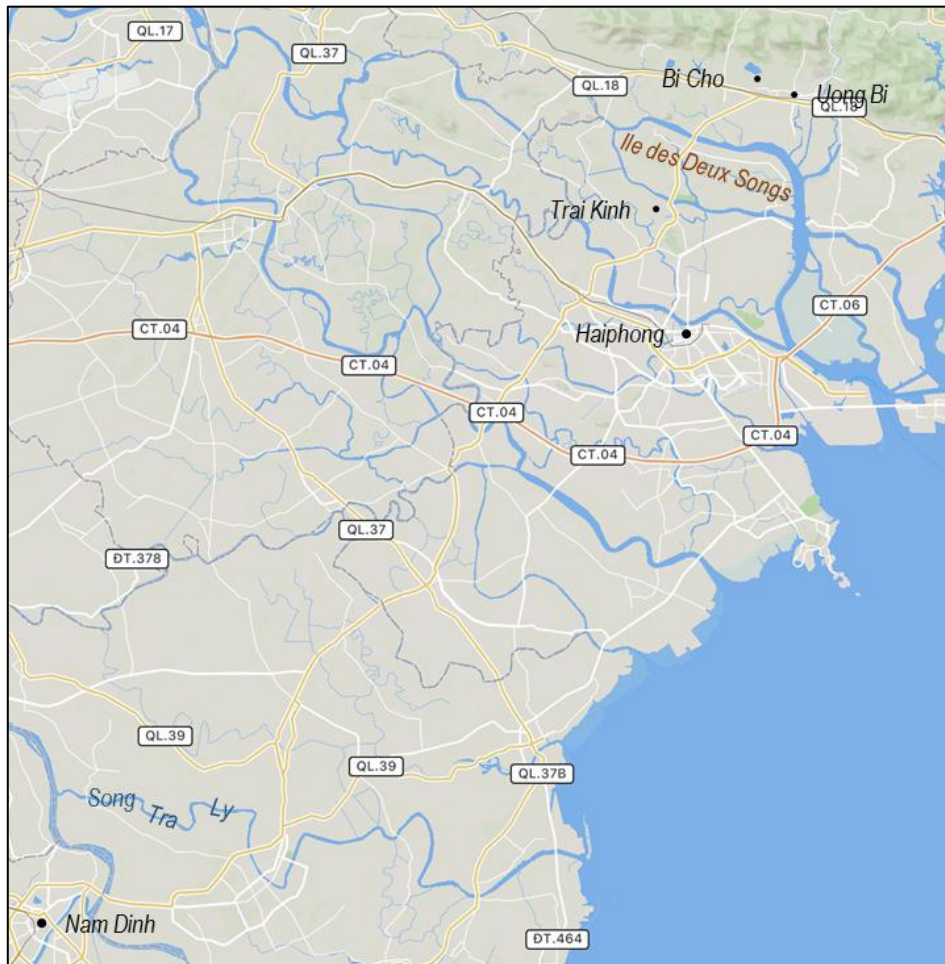 QL.17
QL.37
QL.18
Bi Cho
Uong Bi
QL.18
Ile des Deux Songs
Trai Kinh
CT.06
CT.04
Haiphong
CT.04
CT.04
CT.04
CT.04
QL.37
ĐT.378
QL.39
QL.39
QL.37B
Song Tra Ly
Nam Dinh
ĐT.464